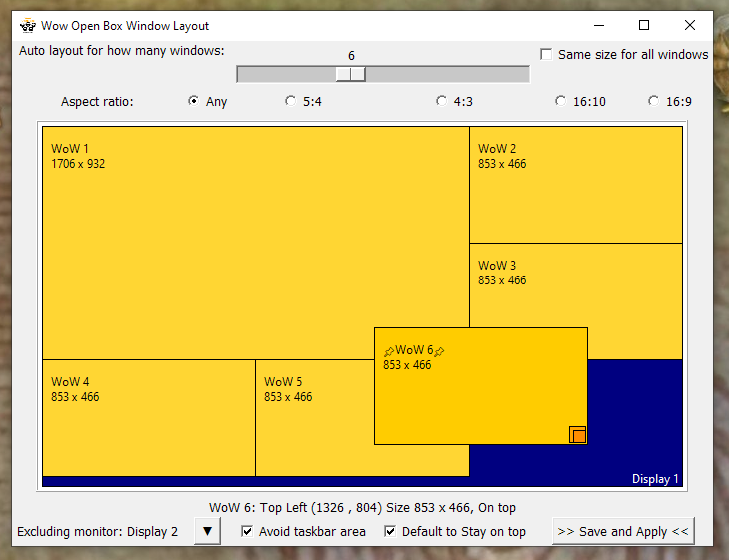 Wow Open Box Window Layout
Auto layout for how many windows:
6
Same size for all windows
Aspect ratio:
Any
5:4
4:3
16:10
16:9
WoW 1
1706 x 932
WoW 2
853 x 466
WoW 3
853 x 466
WoW 6
853 x 466
WoW 4
853 x 466
WoW 5
853 x 466
Display 1
WoW 6: Top Left (1326 , 804) Size 853 x 466, On top
Excluding monitor: Display 2
Avoid taskbar area
Default to Stay on top
>> Save and Apply <<